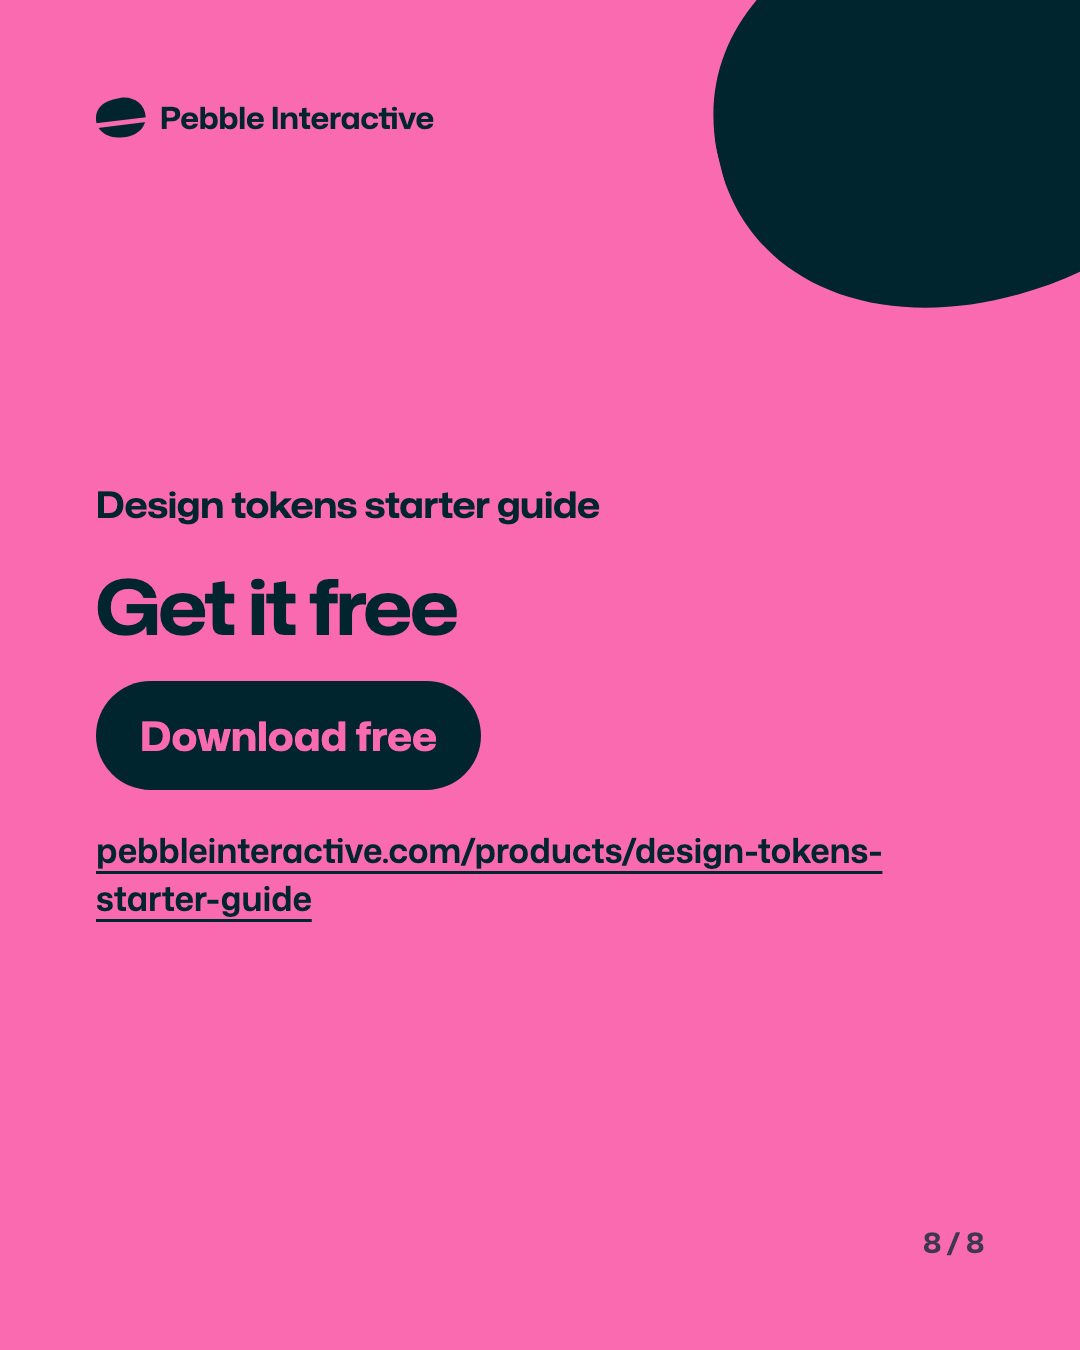 Pebble Interactive
Design tokens starter guide
Get it free
Download free
pebbleinteractive.com/products/design-tokens-
starter-guide
8 / 8